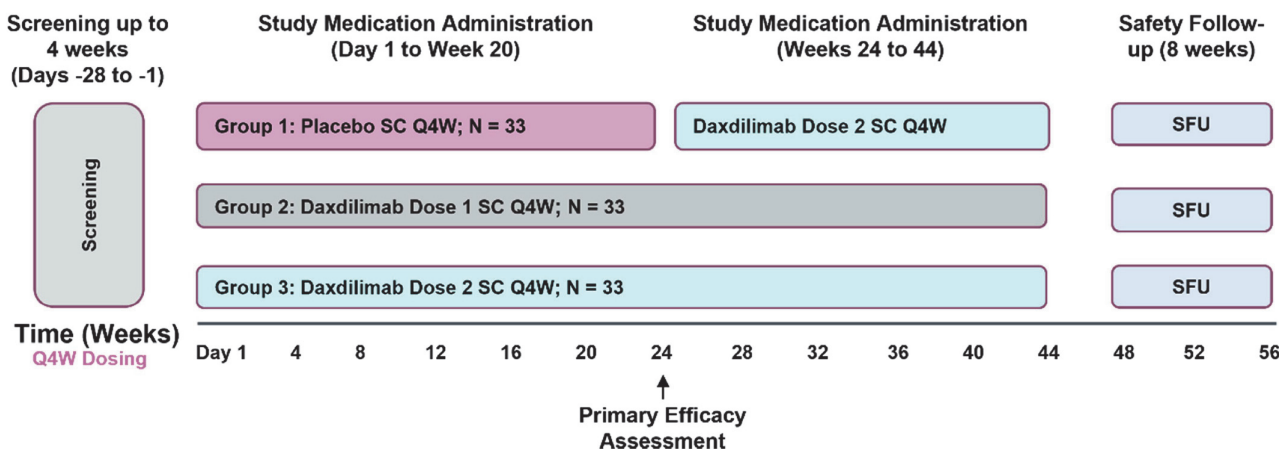 Screening up to
4 weeks
(Days -28 to -1)
Study Medication Administration
(Day 1 to Week 20)
Study Medication Administration
(Weeks 24 to 44)
Safety Follow-
up (8 weeks)
Screening
Group 1: Placebo SC Q4W; N = 33
Daxdilimab Dose 2 SC Q4W
SFU
Group 2: Daxdilimab Dose 1 SC Q4W; N = 33
SFU
Group 3: Daxdilimab Dose 2 SC Q4W; N = 33
SFU
Time (Weeks)
Q4W Dosing
Day 1 4 8 12 16 20 24 28 32 36 40 44 48 52 56
Primary Efficacy
Assessment